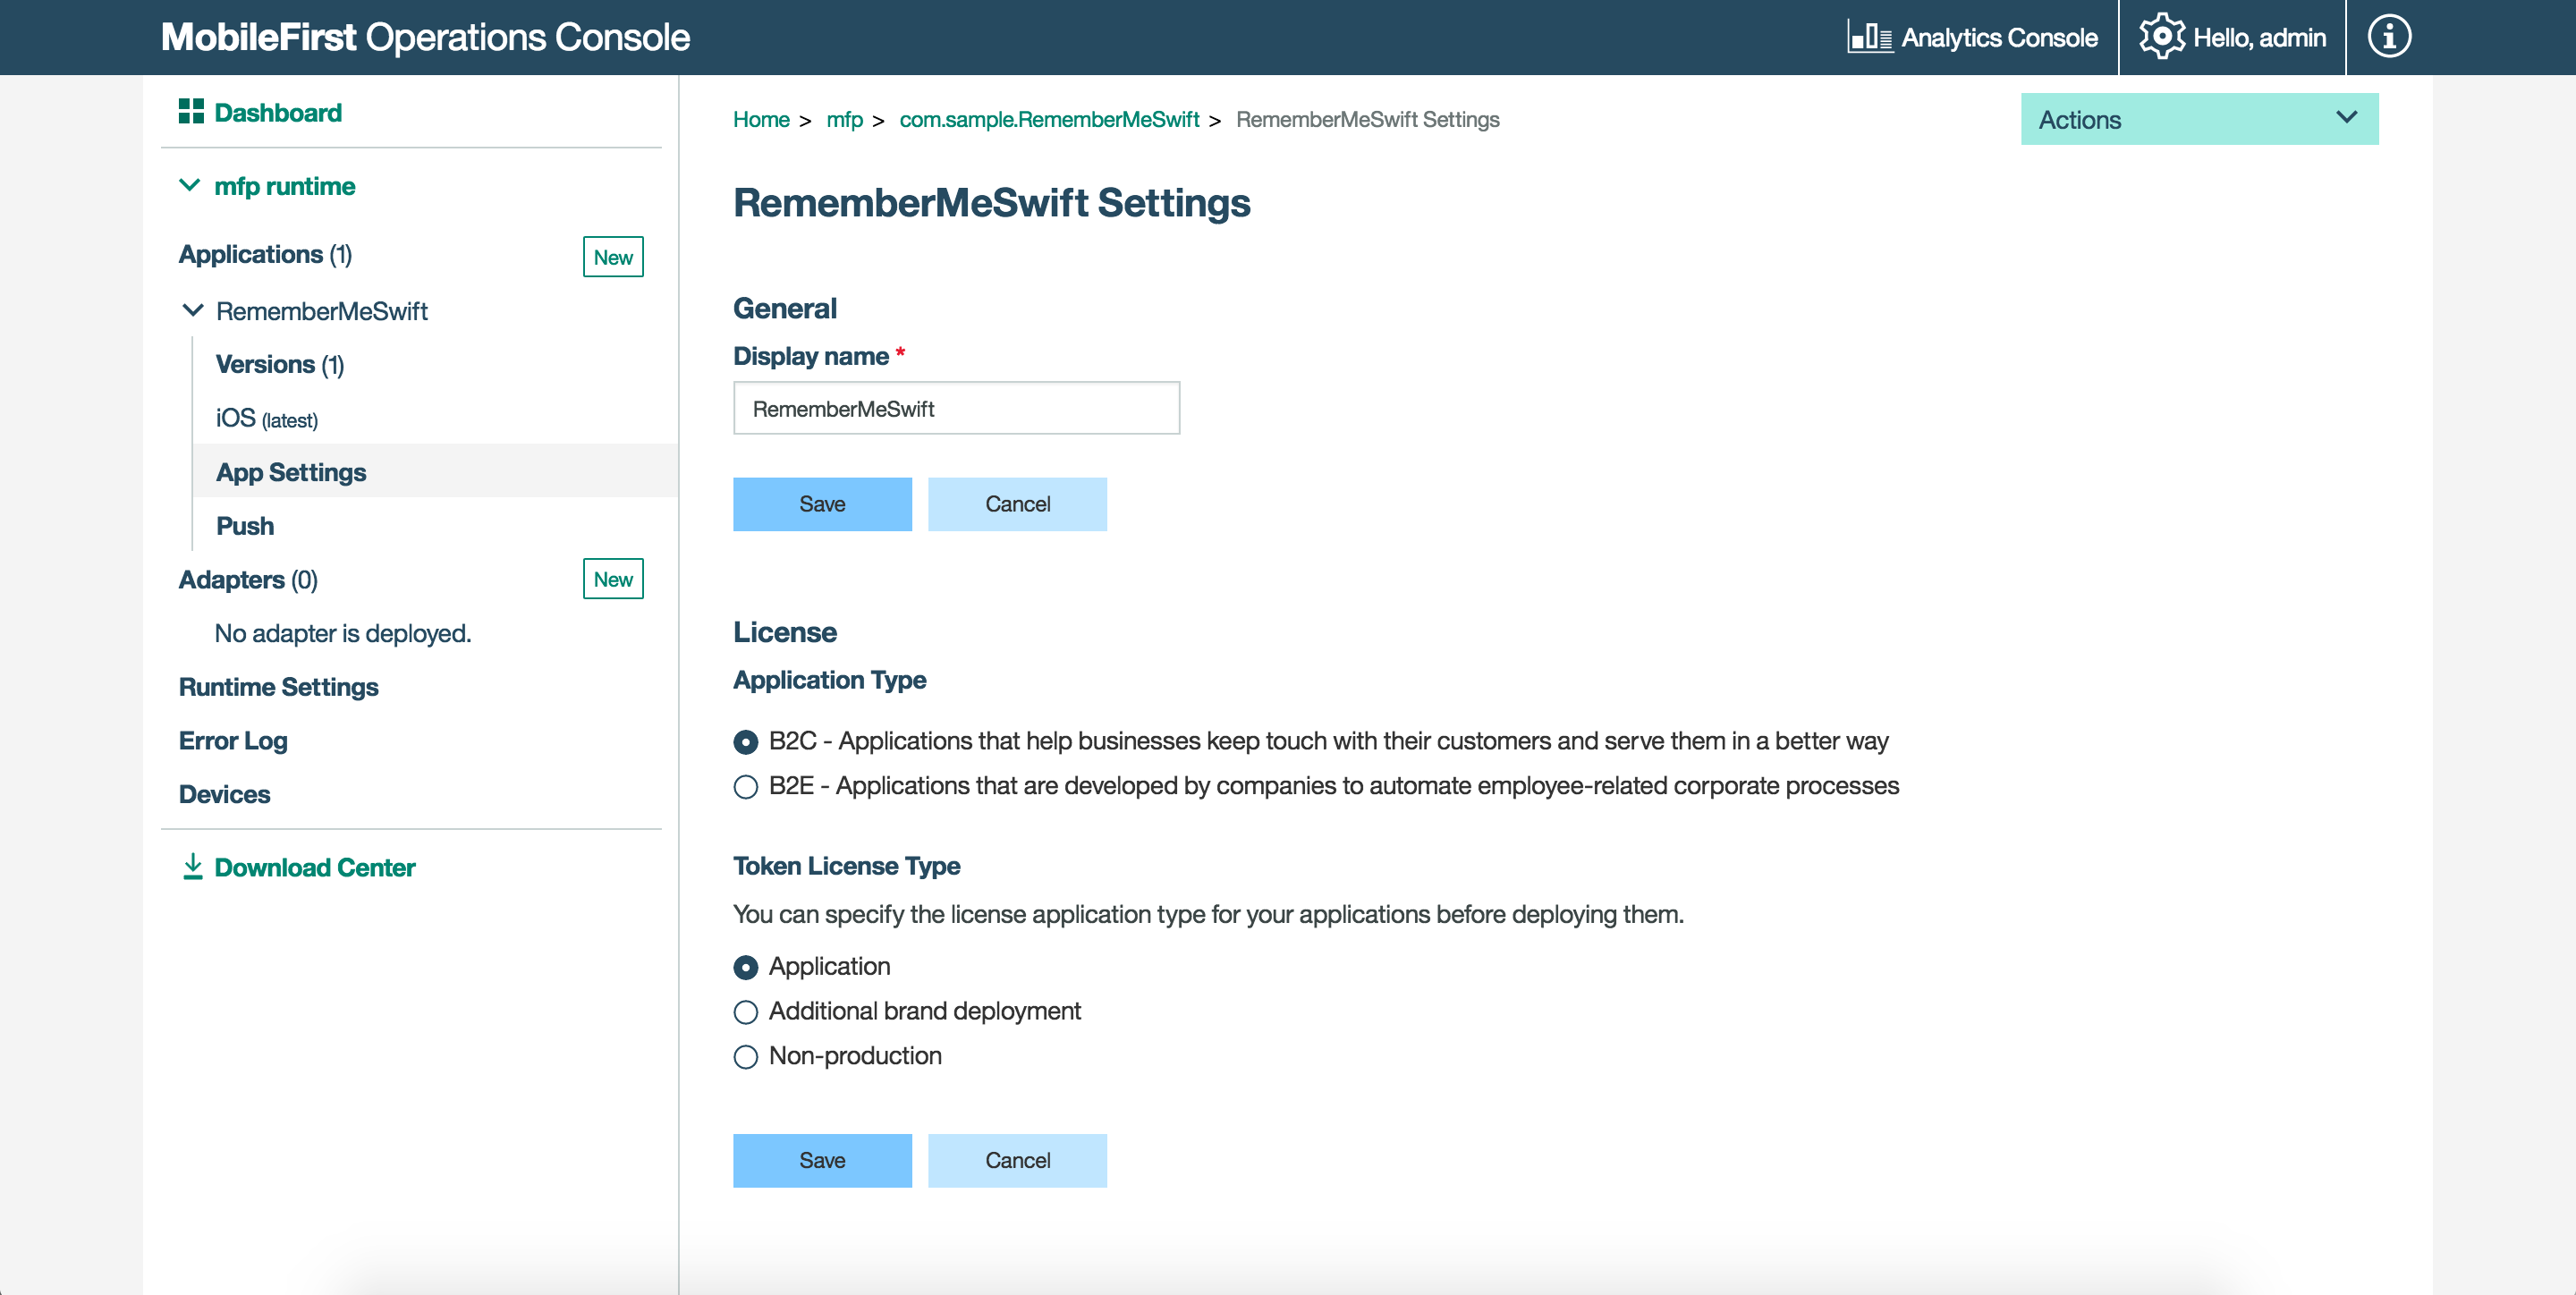 MobileFirst Operations Console
Analytics Console
Hello, admin
Dashboard
mfp runtime
Applications (1)
New
RememberMeSwift
Versions (1)
iOS (latest)
App Settings
Push
Adapters (0)
New
No adapter is deployed.
Runtime Settings
Error Log
Devices
Download Center
Home > mfp > com.sample.RememberMeSwift > RememberMeSwift Settings
Actions
RememberMeSwift Settings
General
Display name *
RememberMeSwift
Save
Cancel
License
Application Type
B2C - Applications that help businesses keep touch with their customers and serve them in a better way
B2E - Applications that are developed by companies to automate employee-related corporate processes
Token License Type
You can specify the license application type for your applications before deploying them.
Application
Additional brand deployment
Non-production
Save
Cancel